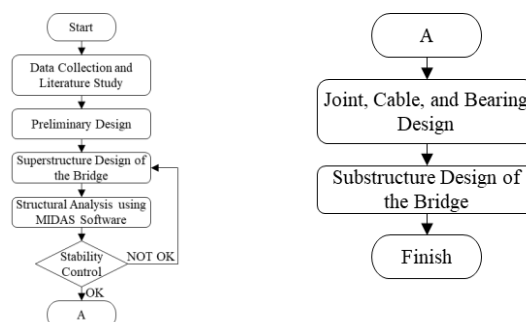 Start
Data Collection and
Literature Study
Preliminary Design
Superstructure Design of
the Bridge
Structural Analysis using
MIDAS Software
Stability
Control
NOT OK
OK
A
A
Joint, Cable, and Bearing
Design
Substructure Design of
the Bridge
Finish